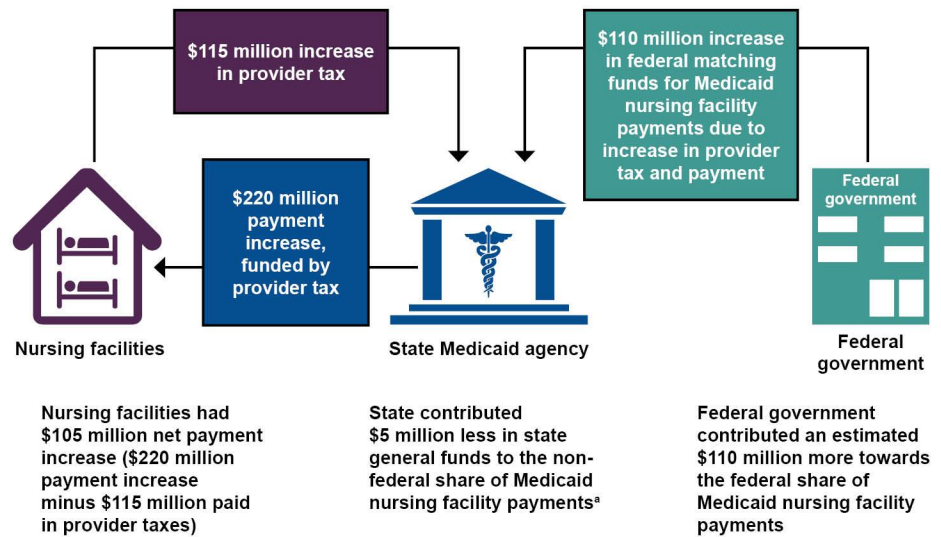 $115 million increase
in provider tax
$110 million increase
in federal matching
funds for Medicaid
nursing facility
payments due to
increase in provider
tax and payment
$220 million
payment
increase,
funded by
provider tax
Federal
government
Nursing facilities
State Medicaid agency
Federal
government
Nursing facilities had
$105 million net payment
increase ($220 million
payment increase
minus $115 million paid
in provider taxes)
State contributed
$5 million less in state
general funds to the non-
federal share of Medicaid
nursing facility paymentsᵃ
Federal government
contributed an estimated
$110 million more towards
the federal share of
Medicaid nursing facility
payments